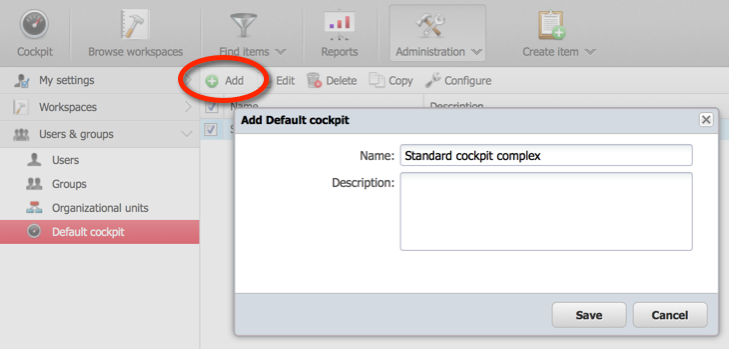 Cockpit Browse workspaces Find items Reports Administration Create item
My settings Add Edit Delete Copy Configure
Workspaces Name Description
Users & groups S
Add Default cockpit
Users Name: Standard cockpit complex
Groups Description:
Organizational units
Default cockpit
Save Cancel